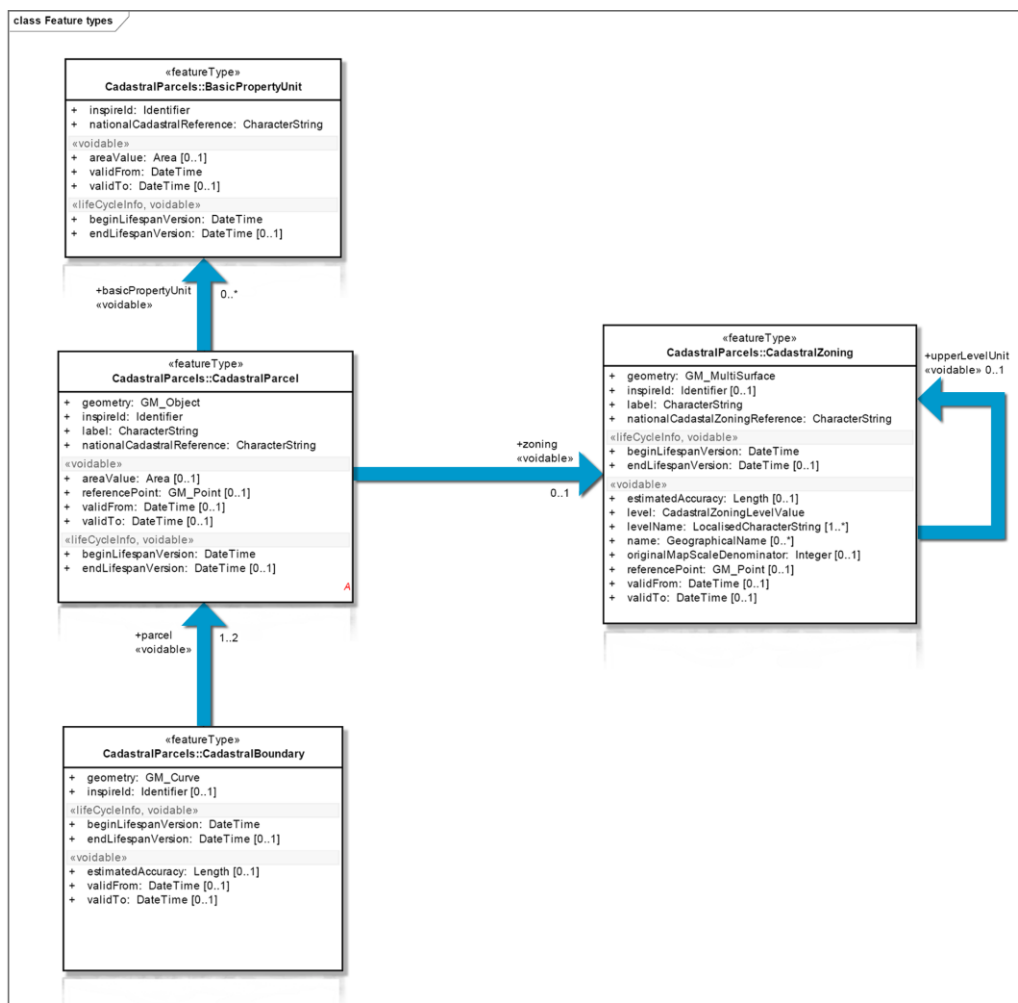 class Feature types
«featureType»
CadastralParcels::BasicPropertyUnit
+ inspireId: Identifier
+ nationalCadastralReference: CharacterString
«voidable»
+ areaValue: Area [0..1]
+ validFrom: DateTime
+ validTo: DateTime [0..1]
«lifeCycleInfo, voidable»
+ beginLifespanVersion: DateTime
+ endLifespanVersion: DateTime [0..1]
+basicPropertyUnit
«voidable»
0..*
«featureType»
CadastralParcels::CadastralParcel
+ geometry: GM_Object
+ inspireId: Identifier
+ label: CharacterString
+ nationalCadastralReference: CharacterString
«voidable»
+ areaValue: Area [0..1]
+ referencePoint: GM_Point [0..1]
+ validFrom: DateTime [0..1]
+ validTo: DateTime [0..1]
«lifeCycleInfo, voidable»
+ beginLifespanVersion: DateTime
+ endLifespanVersion: DateTime [0..1]
A
+zoning
«voidable»
0..1
«featureType»
CadastralParcels::CadastralZoning
+ geometry: GM_MultiSurface
+ inspireId: Identifier [0..1]
+ label: CharacterString
+ nationalCadastalZoningReference: CharacterString
«lifeCycleInfo, voidable»
+ beginLifespanVersion: DateTime
+ endLifespanVersion: DateTime [0..1]
«voidable»
+ estimatedAccuracy: Length [0..1]
+ level: CadastralZoningLevelValue
+ levelName: LocalisedCharacterString [1..*]
+ name: GeographicalName [0..*]
+ originalMapScaleDenominator: Integer [0..1]
+ referencePoint: GM_Point [0..1]
+ validFrom: DateTime [0..1]
+ validTo: DateTime [0..1]
+upperLevelUnit
«voidable» 0..1
+parcel
«voidable»
1..2
«featureType»
CadastralParcels::CadastralBoundary
+ geometry: GM_Curve
+ inspireId: Identifier [0..1]
«lifeCycleInfo, voidable»
+ beginLifespanVersion: DateTime
+ endLifespanVersion: DateTime [0..1]
«voidable»
+ estimatedAccuracy: Length [0..1]
+ validFrom: DateTime [0..1]
+ validTo: DateTime [0..1]